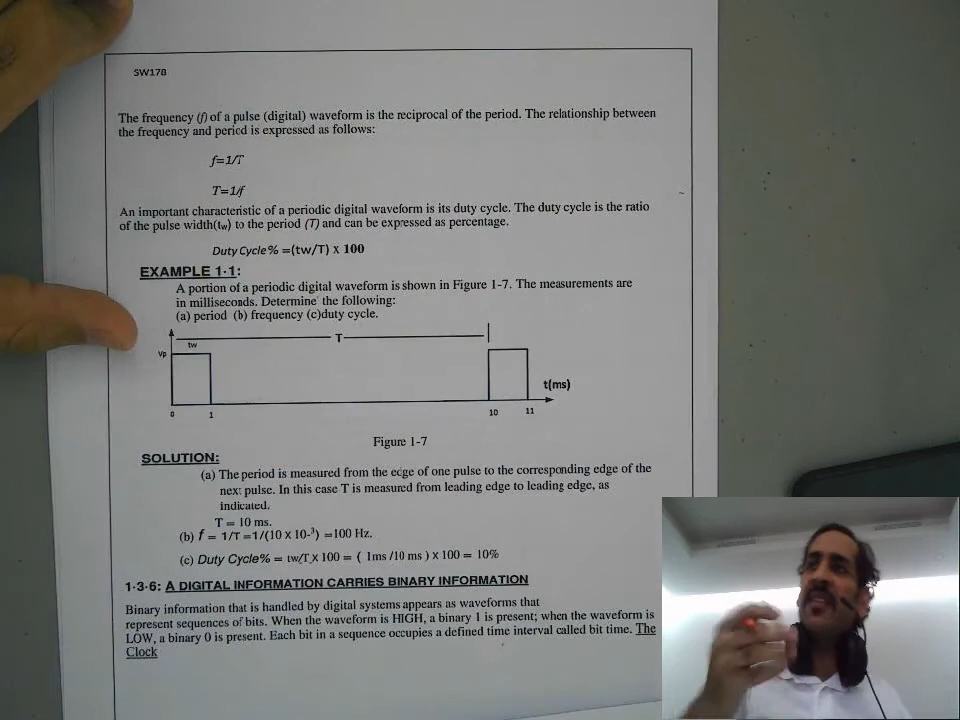 SW178
The frequency (f) of a pulse (digital) waveform is the reciprocal of the period. The relationship between
the frequency and period is expressed as follows:
f=1/T
T=1/f
An important characteristic of a periodic digital waveform is its duty cycle. The duty cycle is the ratio
of the pulse width(tw) to the period (T) and can be expressed as percentage.
Duty Cycle% =(tw/T) X 100
EXAMPLE 1-1:
A portion of a periodic digital waveform is shown in Figure 1-7. The measurements are
in milliseconds. Determine the following:
(a) period (b) frequency (c)duty cycle.
T
tw
Vp
t(ms)
0 1 10 11
Figure 1-7
SOLUTION:
(a) The period is measured from the edge of one pulse to the corresponding edge of the
next pulse. In this case T is measured from leading edge to leading edge, as
indicated.
T = 10 ms.
(b) f = 1/T =1/(10 X 10-³) =100 Hz.
(c) Duty Cycle% = tw/T X 100 = ( 1ms /10 ms ) X 100 = 10%
1-3-6: A DIGITAL INFORMATION CARRIES BINARY INFORMATION
Binary information that is handled by digital systems appears as waveforms that
represent sequences of bits. When the waveform is HIGH, a binary 1 is present; when the waveform is
LOW, a binary 0 is present. Each bit in a sequence occupies a defined time interval called bit time. The
Clock